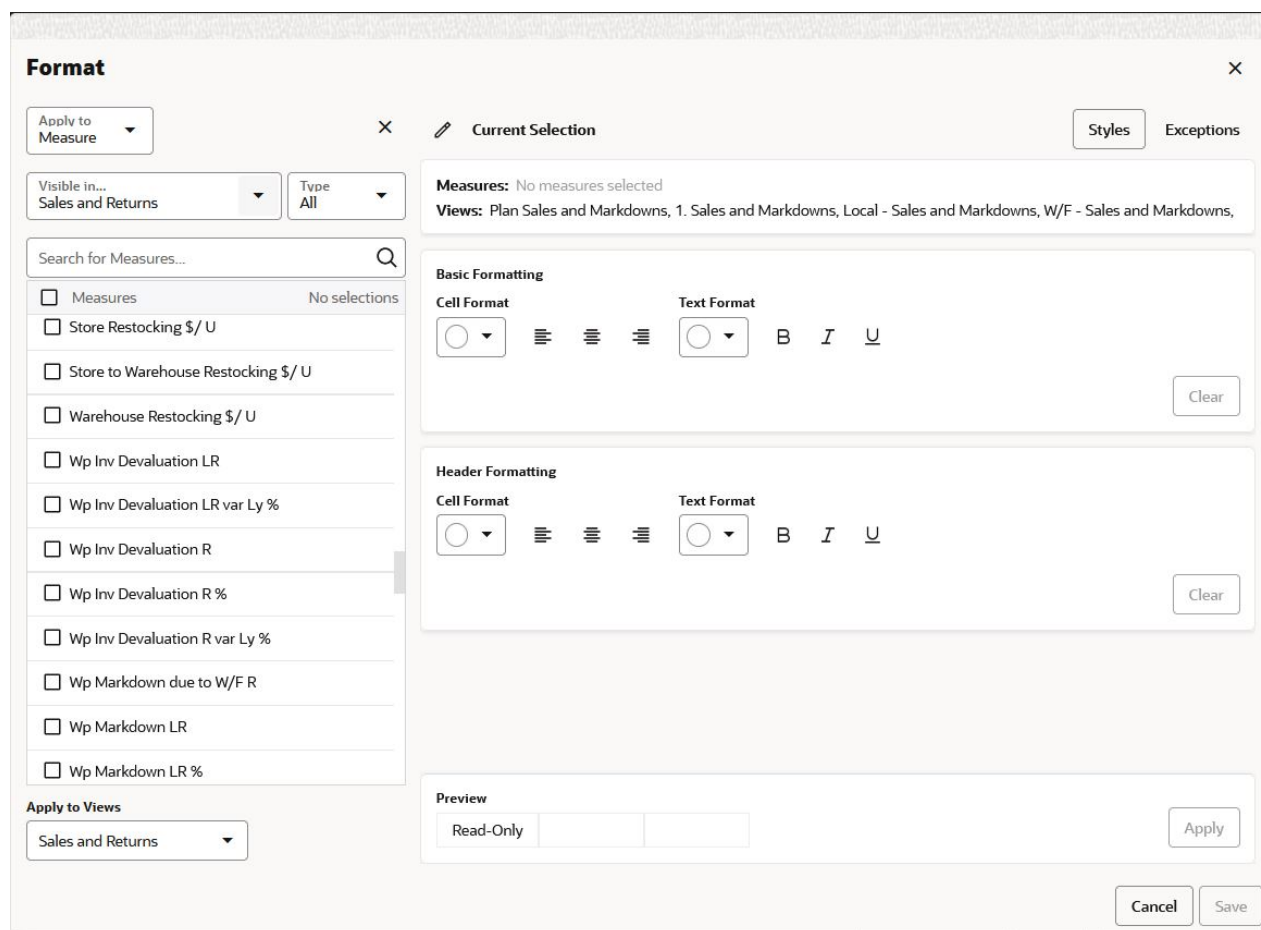 Format
Apply to
Measure
Visible in...
Sales and Returns
Type
All
Search for Measures...
Measures No selections
Store Restocking $/ U
Store to Warehouse Restocking $/ U
Warehouse Restocking $/ U
Wp Inv Devaluation LR
Wp Inv Devaluation LR var Ly %
Wp Inv Devaluation R
Wp Inv Devaluation R %
Wp Inv Devaluation R var Ly %
Wp Markdown due to W/F R
Wp Markdown LR
Wp Markdown LR %
Apply to Views
Sales and Returns
Current Selection
Styles Exceptions
Measures: No measures selected
Views: Plan Sales and Markdowns, 1. Sales and Markdowns, Local - Sales and Markdowns, W/F - Sales and Markdowns,
Basic Formatting
Cell Format Text Format
B I U
Clear
Header Formatting
Cell Format Text Format
B I U
Clear
Preview
Read-Only
Apply
Cancel Save